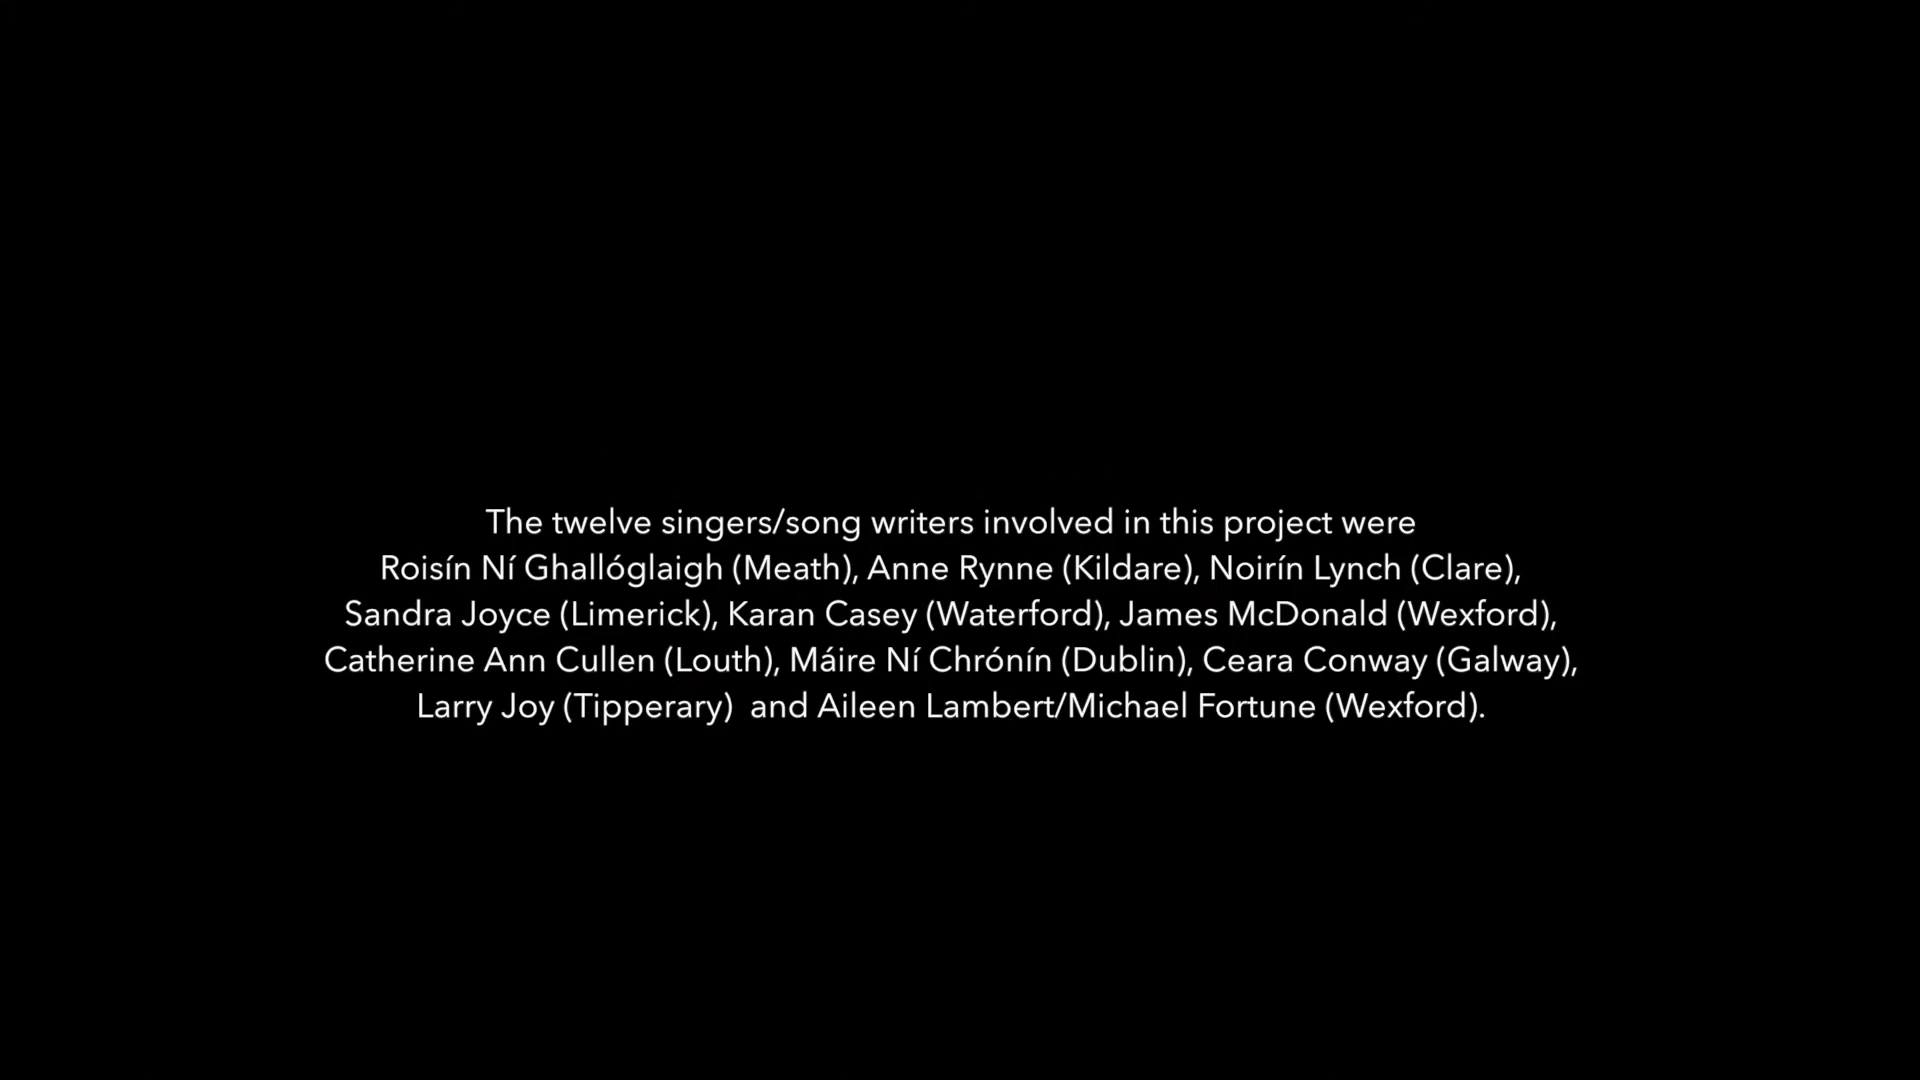 The twelve singers/song writers involved in this project were
Roisín Ní Ghallóglaigh (Meath), Anne Rynne (Kildare), Noirín Lynch (Clare),
Sandra Joyce (Limerick), Karan Casey (Waterford), James McDonald (Wexford),
Catherine Ann Cullen (Louth), Máire Ní Chrónín (Dublin), Ceara Conway (Galway),
Larry Joy (Tipperary)  and Aileen Lambert/Michael Fortune (Wexford).